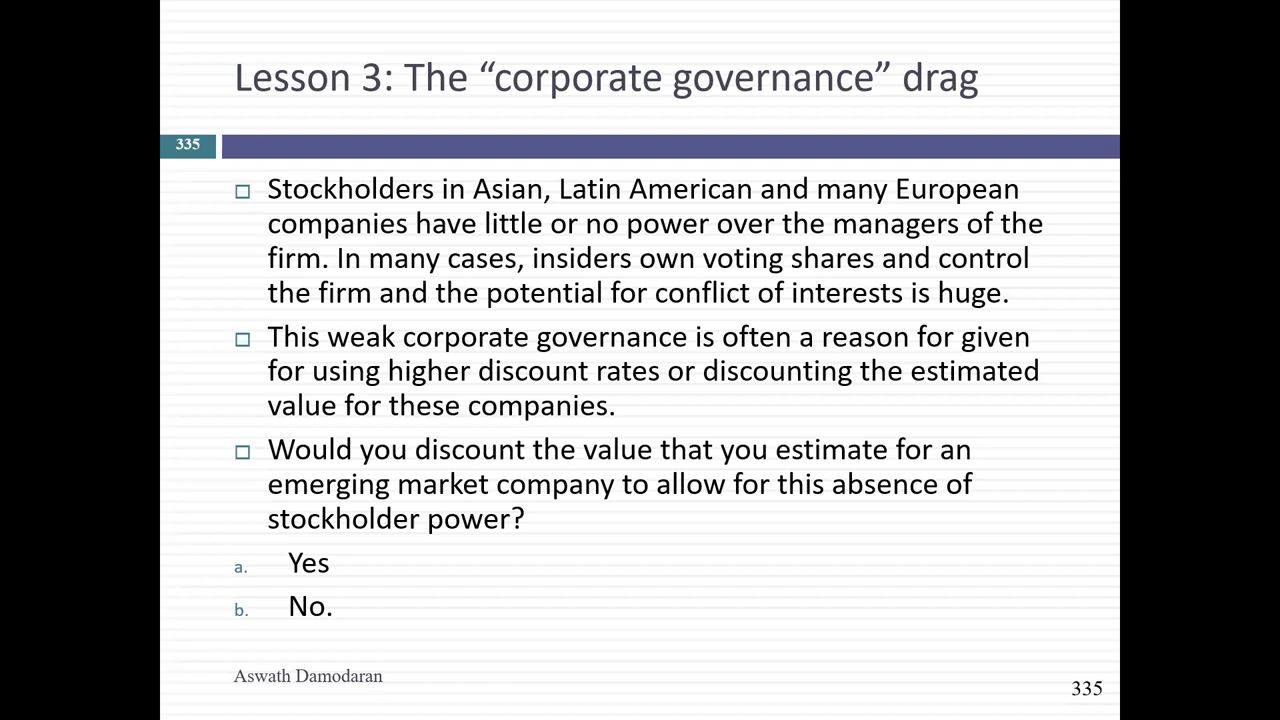 Lesson 3: The “corporate governance” drag
335
Stockholders in Asian, Latin American and many European
companies have little or no power over the managers of the
firm. In many cases, insiders own voting shares and control
the firm and the potential for conflict of interests is huge.
This weak corporate governance is often a reason for given
for using higher discount rates or discounting the estimated
value for these companies.
Would you discount the value that you estimate for an
emerging market company to allow for this absence of
stockholder power?
a. Yes
b. No.
Aswath Damodaran
335